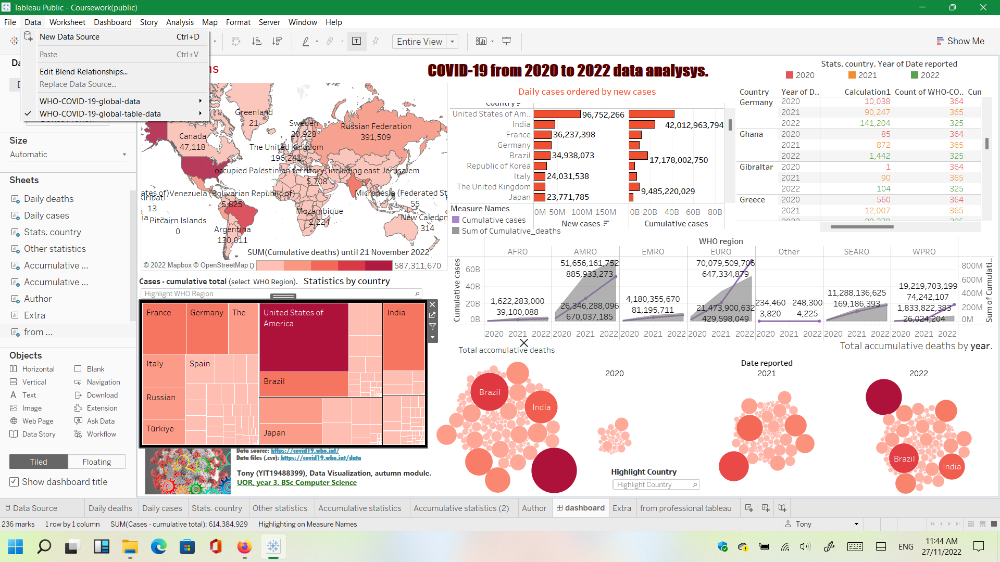 Tableau Public - Coursework(public)
File Data Worksheet Dashboard Story Analysis Map Format Server Window Help
New Data Source Ctrl+D
Paste Ctrl+V
Edit Blend Relationships...
Replace Data Source...
WHO-COVID-19-global-data
WHO-COVID-19-global-table-data
Entire View
Show Me
Size
Automatic
Sheets
Daily deaths
Daily cases
Stats. country
Other statistics
Accumulative ...
Accumulative ...
Author
Extra
from ...
Objects
Horizontal Blank
Vertical Navigation
Text Download
Image Extension
Web Page Ask Data
Data Story Workflow
Tiled Floating
Show dashboard title
COVID-19 from 2020 to 2022 data analysys.
Greenland
21
Sweden
20,928
Russian Federation
391,509
Canada
47,118
The United Kingdom
196,241
occupied Palestinian territory, including east Jerusalem
5,708
Venezuela (Bolivarian Republic of)
5,825
Micronesia (Federated St
55
13
Mozambique
2,224
Pitcairn Islands
0
New Caledon
314
Argentina
130,011
SUM(Cumulative deaths) until 21 November 2022
© 2022 Mapbox © OpenStreetMap 0 587,311,670
Daily cases ordered by new cases
Country
United States of Am.. 96,752,266
India 42,012,963,794
France 36,237,398
Germany
Brazil 34,938,073 17,178,002,750
Republic of Korea
Italy 24,031,538
The United Kingdom 9,485,220,029
Japan 23,771,785
0M 50M 100M 150M 0B 20B 40B 60B 80B
New cases Cumulative cases
Measure Names
Cumulative cases
Sum of Cumulative_deaths
Stats. country. Year of Date reported
2020 2021 2022
Country Year of D.. Calculation1 Count of WHO-CO.. Cun
Germany 2020 10,038 364
2021 90,247 365
2022 141,204 325
Ghana 2020 85 364
2021 872 365
2022 1,442 325
Gibraltar 2020 1 364
2021 90 365
2022 104 325
Greece 2020 560 364
2021 12,007 365
WHO region
AFRO AMRO EMRO EURO Other SEARO WPRO
Cumulative cases
60B
40B
20B
0B
1,622,283,000
39,100,088
51,656,161,752
885,933,273
26,346,288,096
670,037,185
4,180,355,670
81,195,711
70,079,509,706
647,334,879
21,473,900,632
429,598,049
234,460 248,300
3,820 4,225
11,288,136,625
169,186,393
19,219,703,199
74,242,107
1,833,822,383
26,024,204
800M
600M
400M
200M
0M
Sum of Cumulati..
2020 2021 2022 2020 2021 2022 2020 2021 2022 2020 2021 2022 2020 2021 2022 2020 2021 2022 2020 2021 2022
Cases - cumulative total (select WHO Region). Statistics by country
Highlight WHO Region
France Germany The United States of America India
Italy Spain
Brazil
Russian
Türkiye
Japan
Total accomulative deaths
Brazil
India
Total accumulative deaths by year.
Date reported
2020 2021 2022
Brazil
India
Highlight Country
Highlight Country
Data source: https://covid19.who.int/
Data files (.csv): https://covid19.who.int/data
Tony (YIT19488399), Data Visualization, autumn module.
UOR, year 3. BSc Computer Science
Data Source Daily deaths Daily cases Stats. country Other statistics Accumulative statistics Accumulative statistics (2) Author dashboard Extra from professional tableau
236 marks 1 row by 1 column SUM(Cases - cumulative total): 614,384,929 Highlighting on Measure Names Tony
ENG
11:44 AM
27/11/2022